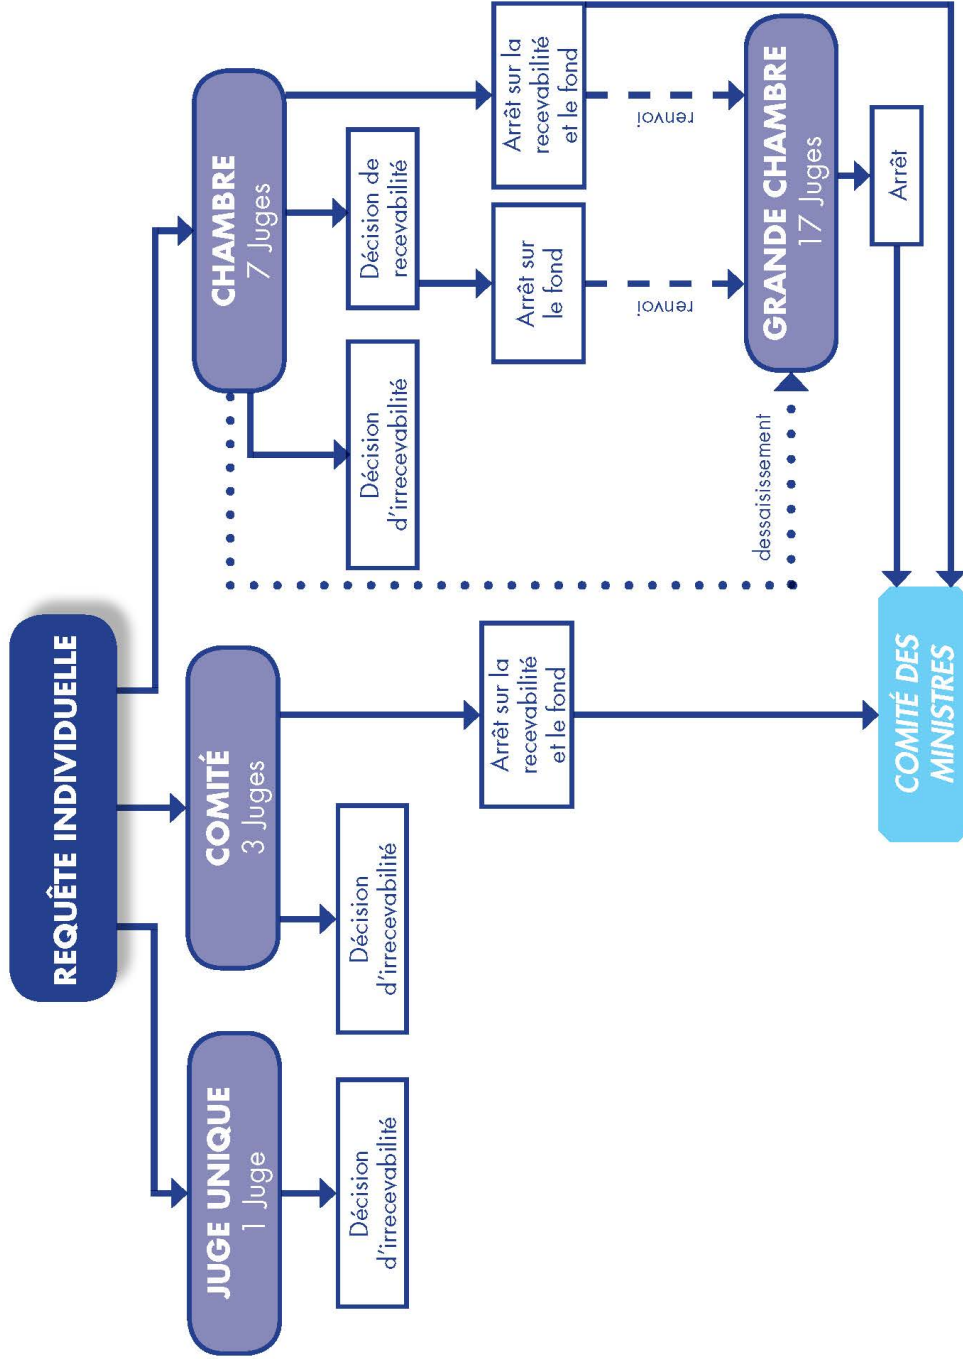 REQUÊTE INDIVIDUELLE
JUGE UNIQUE
1 Juge
COMITÉ
3 Juges
CHAMBRE
7 Juges
Décision
d'irrecevabilité
Décision
d'irrecevabilité
Décision
d'irrecevabilité
Décision de
recevabilité
Arrêt sur la
recevabilité
et le fond
Arrêt sur
le fond
Arrêt sur la
recevabilité
et le fond
renvoi
renvoi
dessaisissement
GRANDE CHAMBRE
17 Juges
Arrêt
COMITÉ DES
MINISTRES